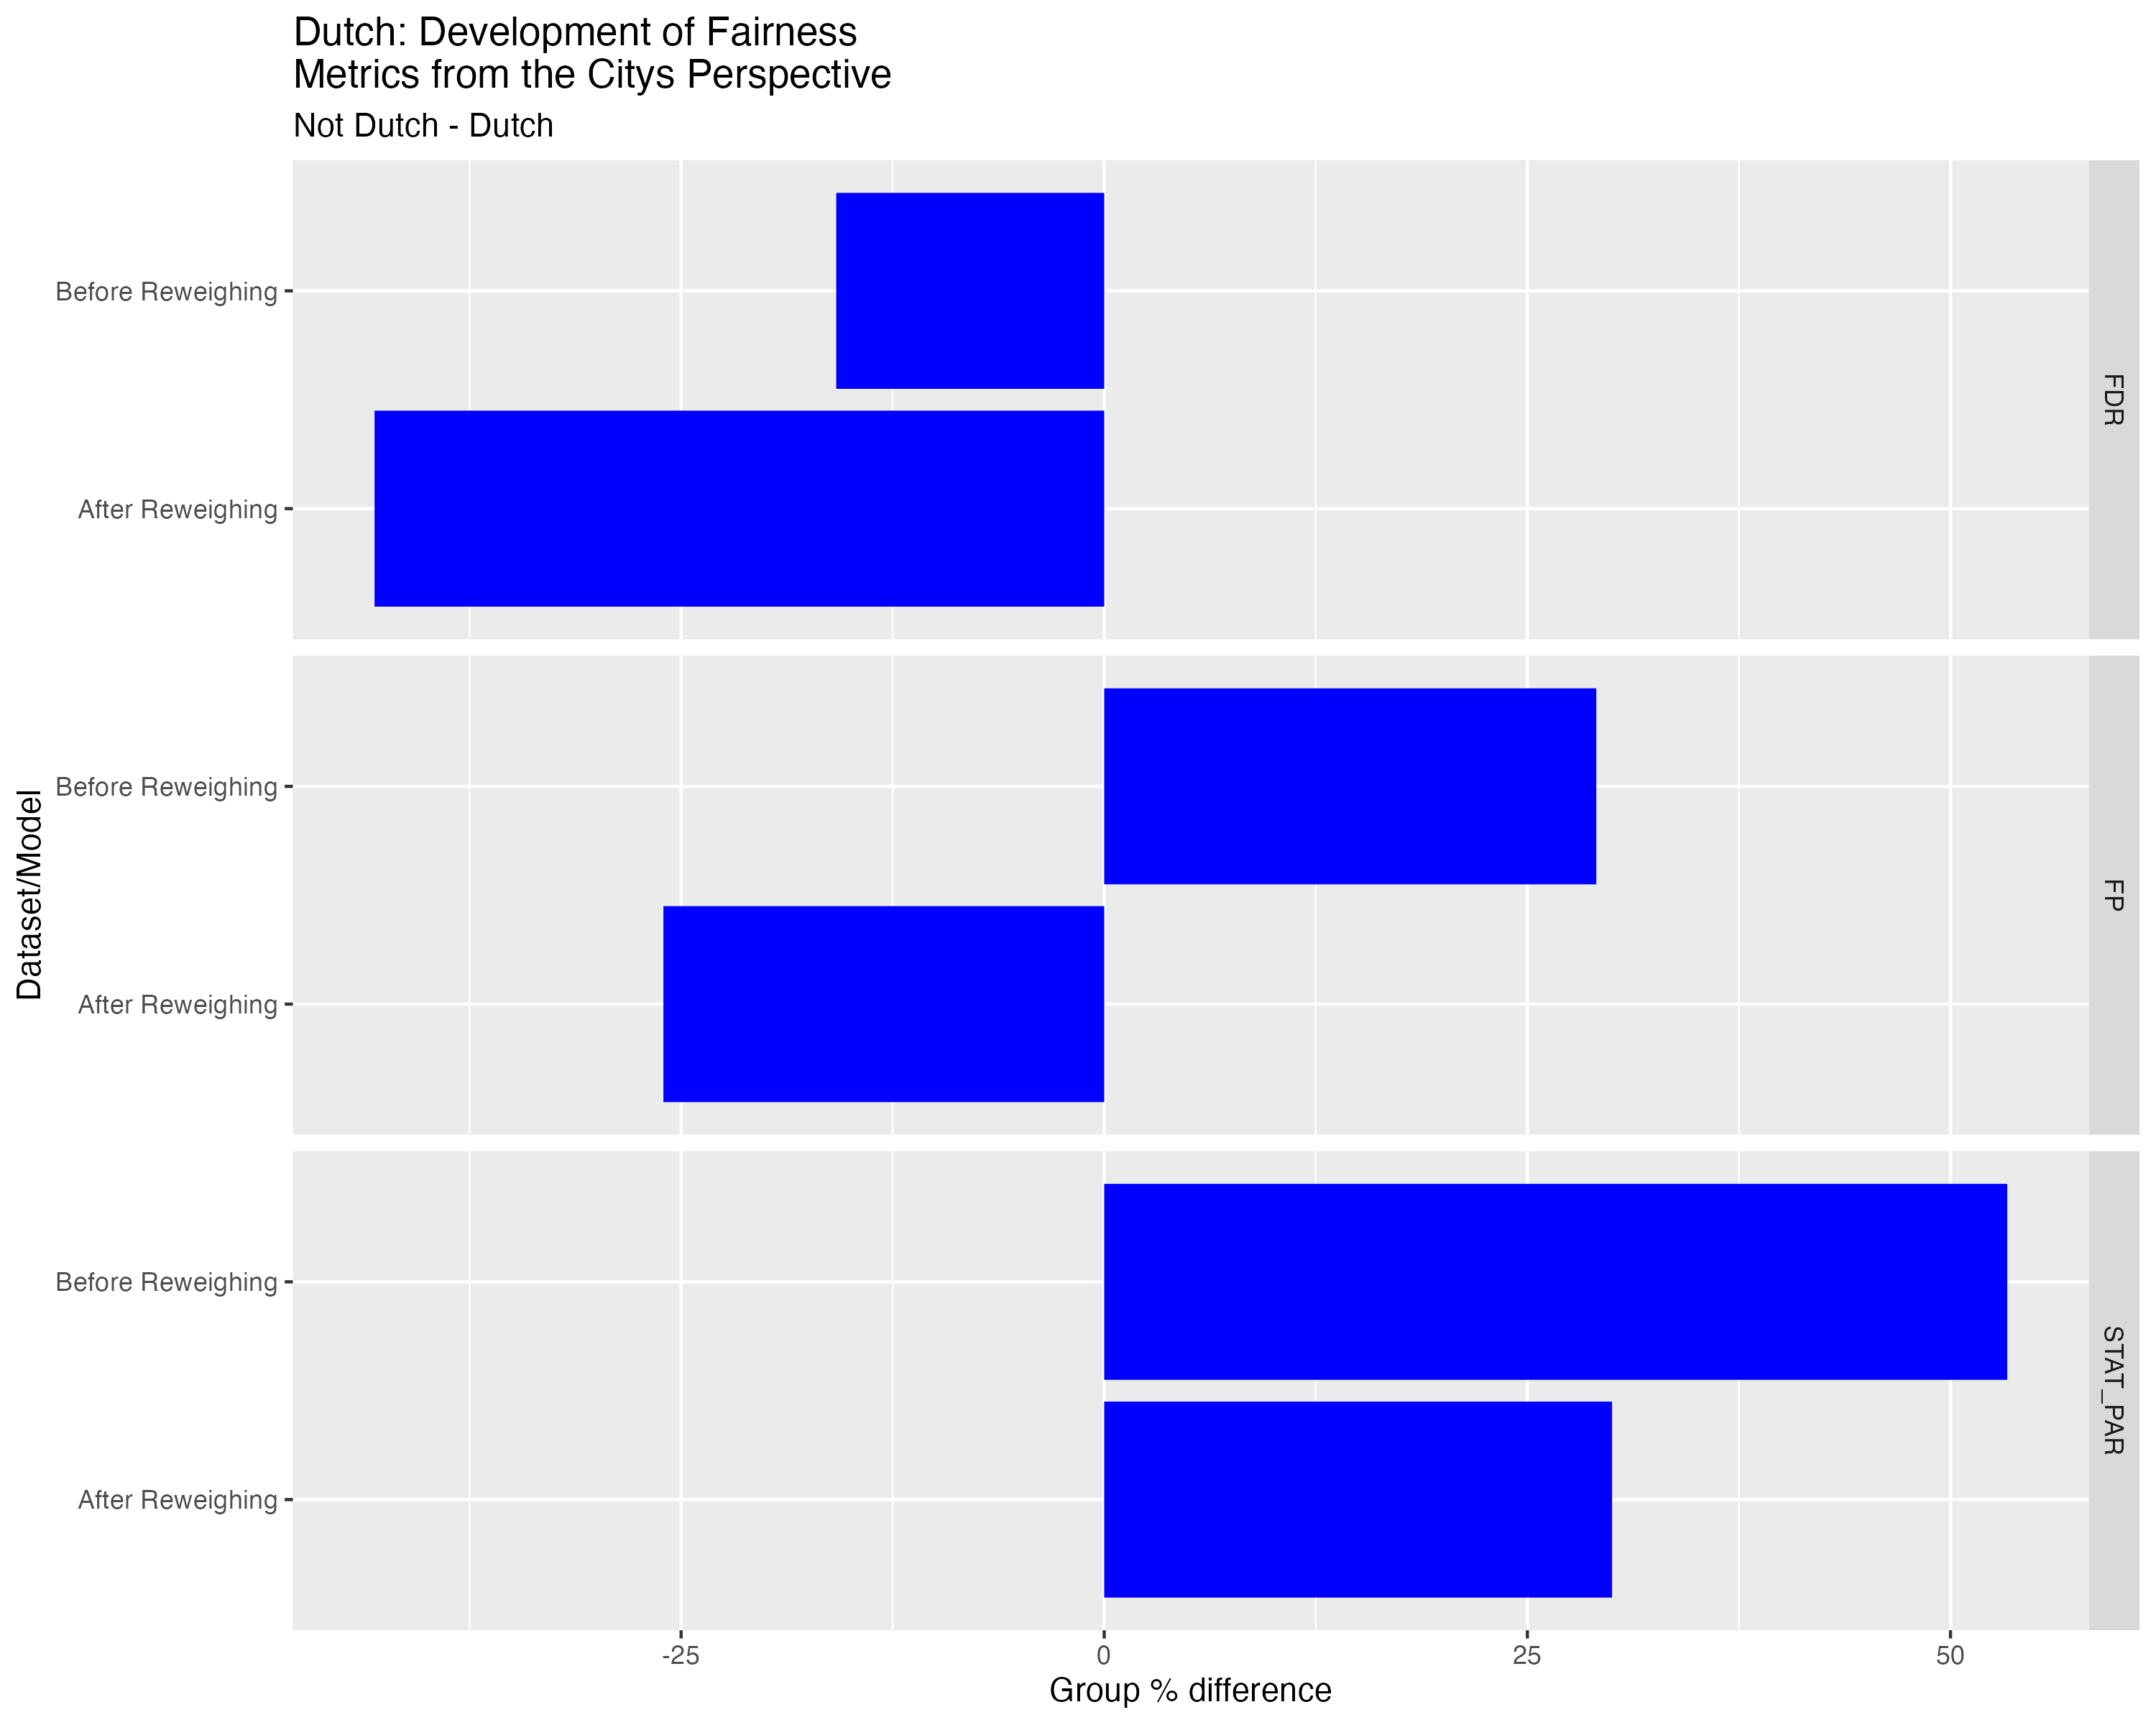 Dutch: Development of Fairness
Metrics from the Citys Perspective
Not Dutch - Dutch
Before Reweighing
After Reweighing
FDR
Before Reweighing
After Reweighing
FP
Before Reweighing
After Reweighing
STAT_PAR
Dataset/Model
-25
0
25
50
Group % difference